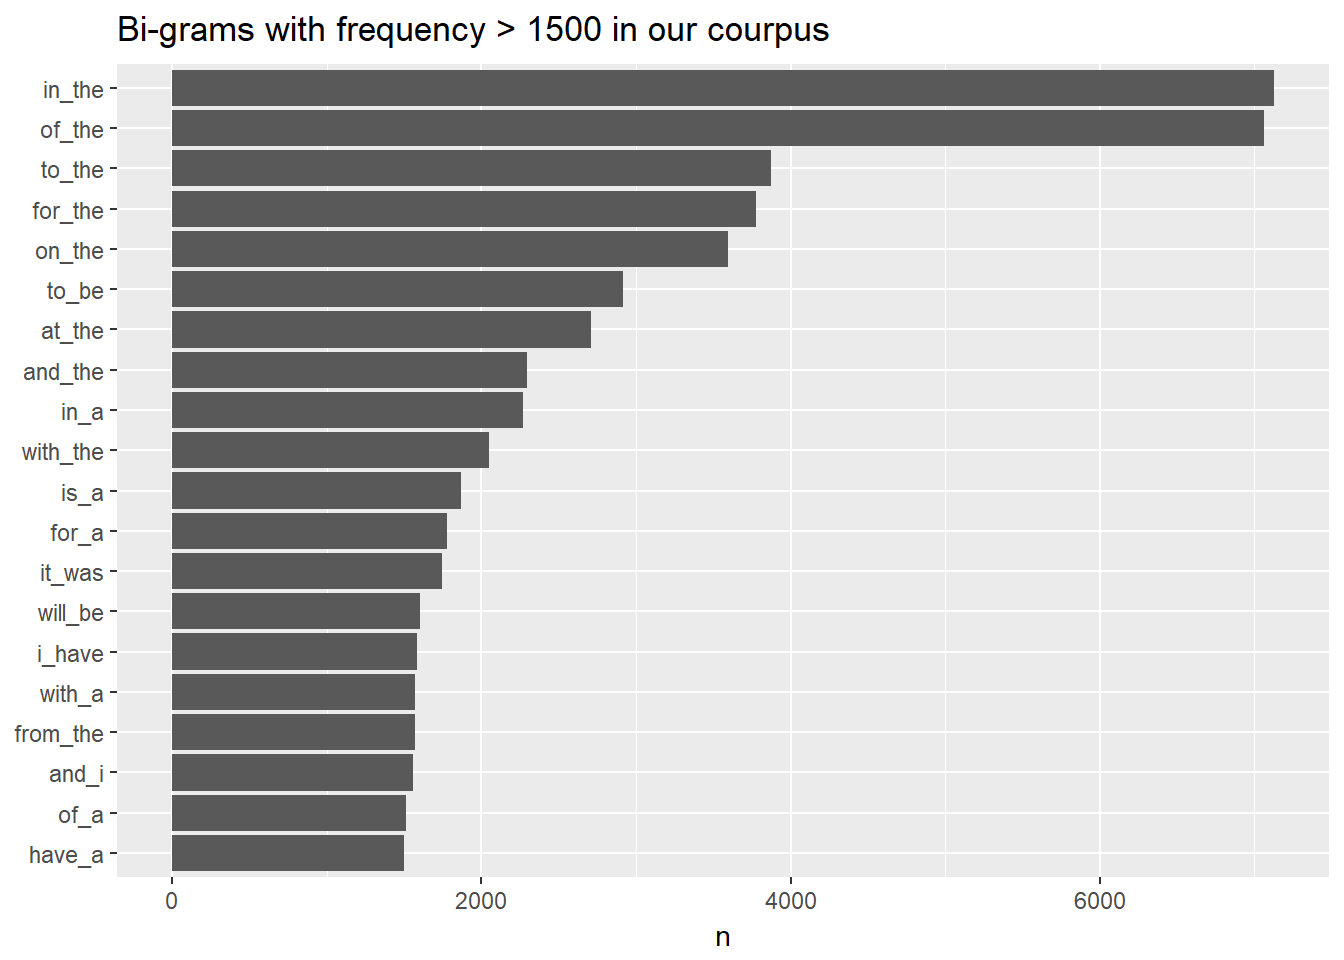 Bi-grams with frequency > 1500 in our courpus
in_the
of_the
to_the
for_the
on_the
to_be
at_the
and_the
in_a
with_the
is_a
for_a
it_was
will_be
i_have
with_a
from_the
and_i
of_a
have_a
0 2000 4000 6000
n